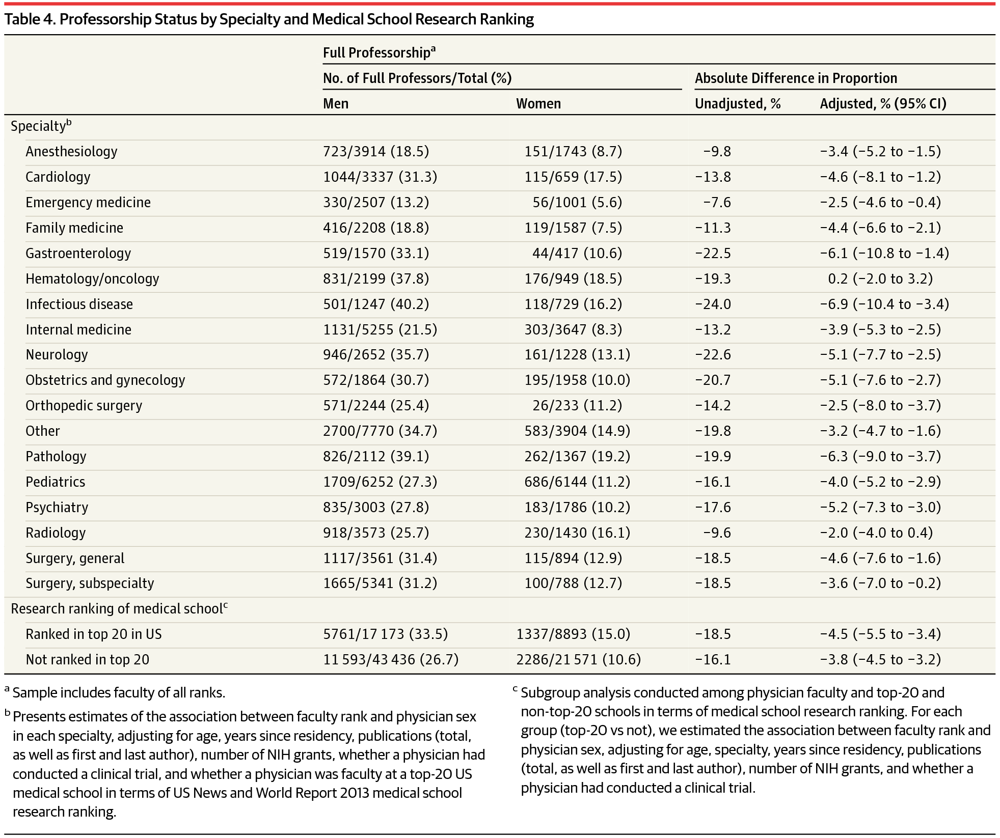 Table 4. Professorship Status by Specialty and Medical School Research Ranking
Full Professorship^a
No. of Full Professors/Total (%) Absolute Difference in Proportion
Men Women Unadjusted, % Adjusted, % (95% CI)
Specialty^b
Anesthesiology 723/3914 (18.5) 151/1743 (8.7) −9.8 −3.4 (−5.2 to −1.5)
Cardiology 1044/3337 (31.3) 115/659 (17.5) −13.8 −4.6 (−8.1 to −1.2)
Emergency medicine 330/2507 (13.2) 56/1001 (5.6) −7.6 −2.5 (−4.6 to −0.4)
Family medicine 416/2208 (18.8) 119/1587 (7.5) −11.3 −4.4 (−6.6 to −2.1)
Gastroenterology 519/1570 (33.1) 44/417 (10.6) −22.5 −6.1 (−10.8 to −1.4)
Hematology/oncology 831/2199 (37.8) 176/949 (18.5) −19.3 0.2 (−2.0 to 3.2)
Infectious disease 501/1247 (40.2) 118/729 (16.2) −24.0 −6.9 (−10.4 to −3.4)
Internal medicine 1131/5255 (21.5) 303/3647 (8.3) −13.2 −3.9 (−5.3 to −2.5)
Neurology 946/2652 (35.7) 161/1228 (13.1) −22.6 −5.1 (−7.7 to −2.5)
Obstetrics and gynecology 572/1864 (30.7) 195/1958 (10.0) −20.7 −5.1 (−7.6 to −2.7)
Orthopedic surgery 571/2244 (25.4) 26/233 (11.2) −14.2 −2.5 (−8.0 to −3.7)
Other 2700/7770 (34.7) 583/3904 (14.9) −19.8 −3.2 (−4.7 to −1.6)
Pathology 826/2112 (39.1) 262/1367 (19.2) −19.9 −6.3 (−9.0 to −3.7)
Pediatrics 1709/6252 (27.3) 686/6144 (11.2) −16.1 −4.0 (−5.2 to −2.9)
Psychiatry 835/3003 (27.8) 183/1786 (10.2) −17.6 −5.2 (−7.3 to −3.0)
Radiology 918/3573 (25.7) 230/1430 (16.1) −9.6 −2.0 (−4.0 to 0.4)
Surgery, general 1117/3561 (31.4) 115/894 (12.9) −18.5 −4.6 (−7.6 to −1.6)
Surgery, subspecialty 1665/5341 (31.2) 100/788 (12.7) −18.5 −3.6 (−7.0 to −0.2)
Research ranking of medical school^c
Ranked in top 20 in US 5761/17 173 (33.5) 1337/8893 (15.0) −18.5 −4.5 (−5.5 to −3.4)
Not ranked in top 20 11 593/43 436 (26.7) 2286/21 571 (10.6) −16.1 −3.8 (−4.5 to −3.2)
^a Sample includes faculty of all ranks.
^b Presents estimates of the association between faculty rank and physician sex
in each specialty, adjusting for age, years since residency, publications (total,
as well as first and last author), number of NIH grants, whether a physician had
conducted a clinical trial, and whether a physician was faculty at a top-20 US
medical school in terms of US News and World Report 2013 medical school
research ranking.
^c Subgroup analysis conducted among physician faculty and top-20 and
non-top-20 schools in terms of medical school research ranking. For each
group (top-20 vs not), we estimated the association between faculty rank and
physician sex, adjusting for age, specialty, years since residency, publications
(total, as well as first and last author), number of NIH grants, and whether a
physician had conducted a clinical trial.